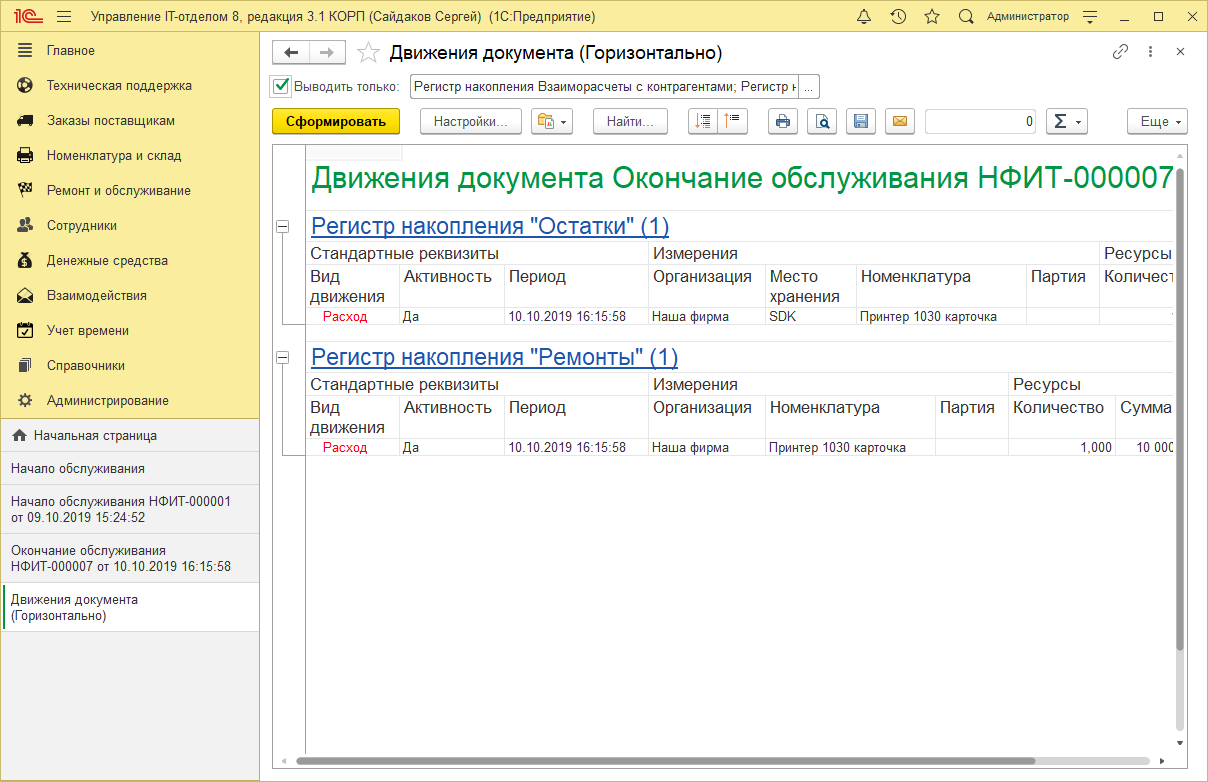 1С Управление IT-отделом 8, редакция 3.1 КОРП (Сайдаков Сергей) (1С:Предприятие) Администратор
Главное
Техническая поддержка
Заказы поставщикам
Номенклатура и склад
Ремонт и обслуживание
Сотрудники
Денежные средства
Взаимодействия
Учет времени
Справочники
Администрирование
Начальная страница
Начало обслуживания
Начало обслуживания НФИТ-000001
от 09.10.2019 15:24:52
Окончание обслуживания
НФИТ-000007 от 10.10.2019 16:15:58
Движения документа
(Горизонтально)
Движения документа (Горизонтально)
Выводить только: Регистр накопления Взаиморасчеты с контрагентами; Регистр н ...
Сформировать Настройки... Найти... 0 Σ Еще
Движения документа Окончание обслуживания НФИТ-000007
Регистр накопления "Остатки" (1)
Стандартные реквизиты Измерения Ресурсы
Вид Активность Период Организация Место Номенклатура Партия Количест
движения хранения
Расход Да 10.10.2019 16:15:58 Наша фирма SDK Принтер 1030 карточка
Регистр накопления "Ремонты" (1)
Стандартные реквизиты Измерения Ресурсы
Вид Активность Период Организация Номенклатура Партия Количество Сумма
движения
Расход Да 10.10.2019 16:15:58 Наша фирма Принтер 1030 карточка 1,000 10 000